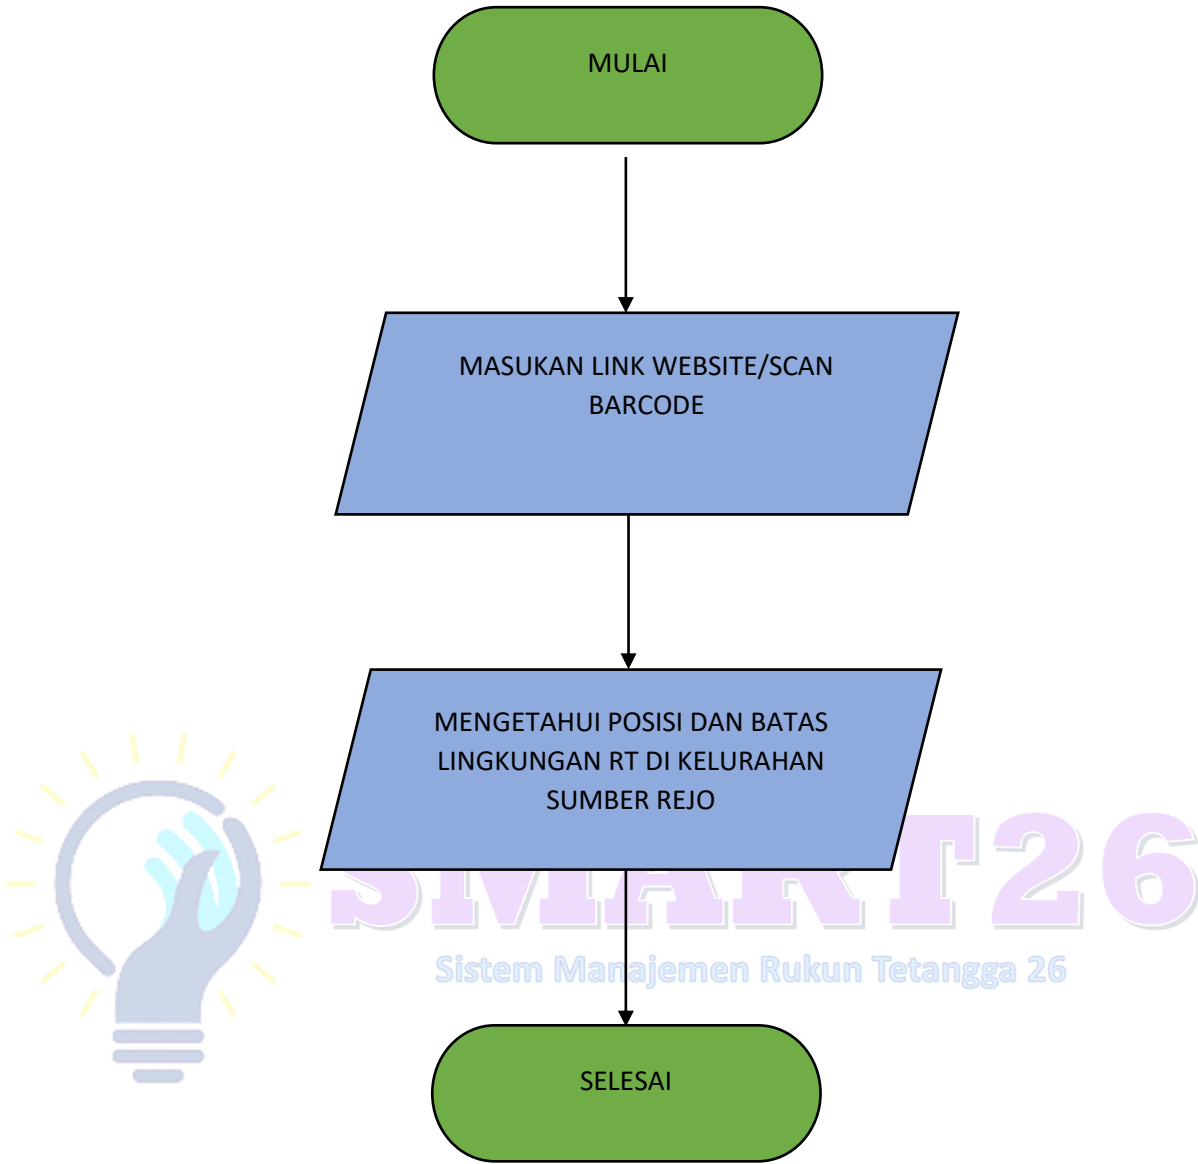 MULAI
MASUKAN LINK WEBSITE/SCAN
BARCODE
MENGETAHUI POSISI DAN BATAS
LINGKUNGAN RT DI KELURAHAN
SUMBER REJO
SMART26
Sistem Manajemen Rukun Tetangga 26
SELESAI